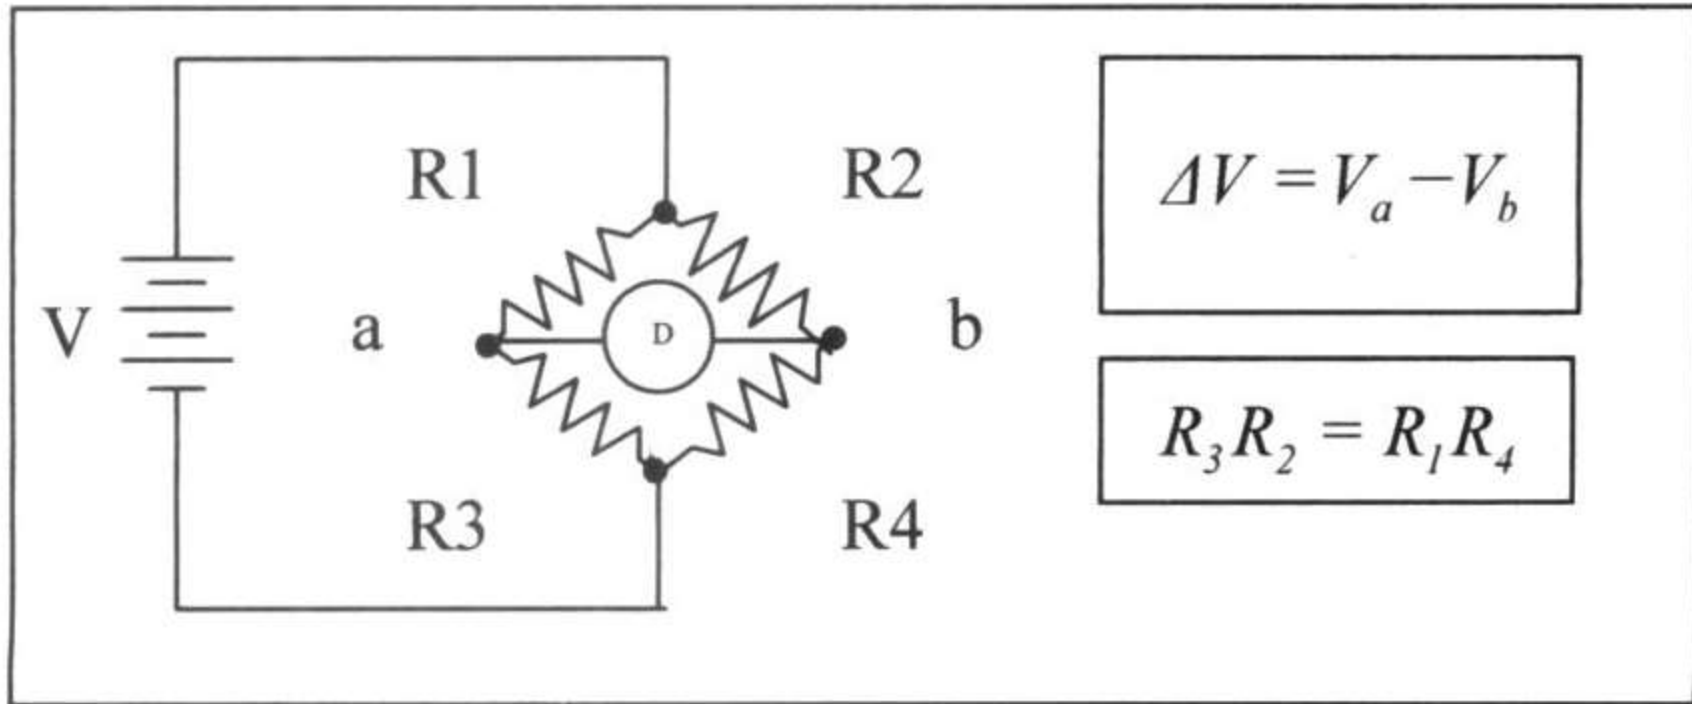 R1
R2
V
a
D
b
R3
R4
ΔV = Va − Vb
R3R2 = R1R4